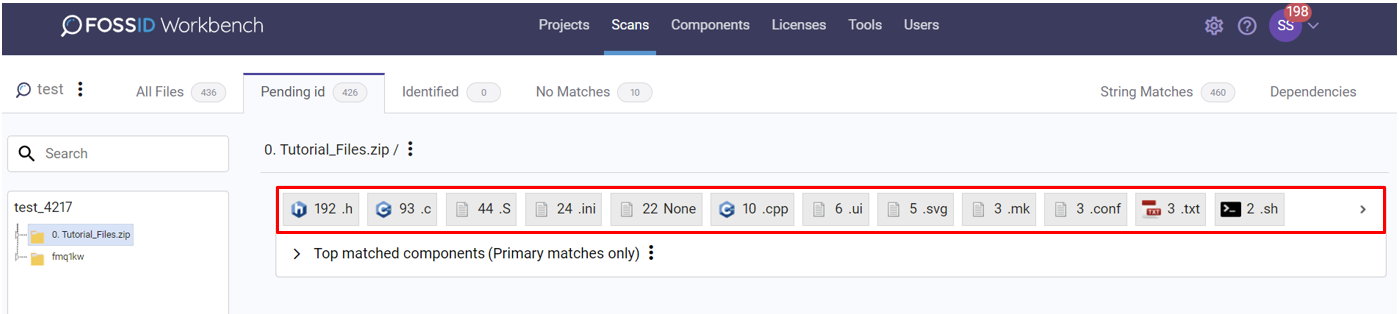 FOSSID Workbench Projects Scans Components Licenses Tools Users SS 198
test All Files 436 Pending id 426 Identified 0 No Matches 10 String Matches 460 Dependencies
Search
0. Tutorial_Files.zip /
test_4217
0. Tutorial_Files.zip
fmq1kw
192 .h 93 .c 44 .S 24 .ini 22 None 10 .cpp 6 .ui 5 .svg 3 .mk 3 .conf TXT 3 .txt 2 .sh
Top matched components (Primary matches only)